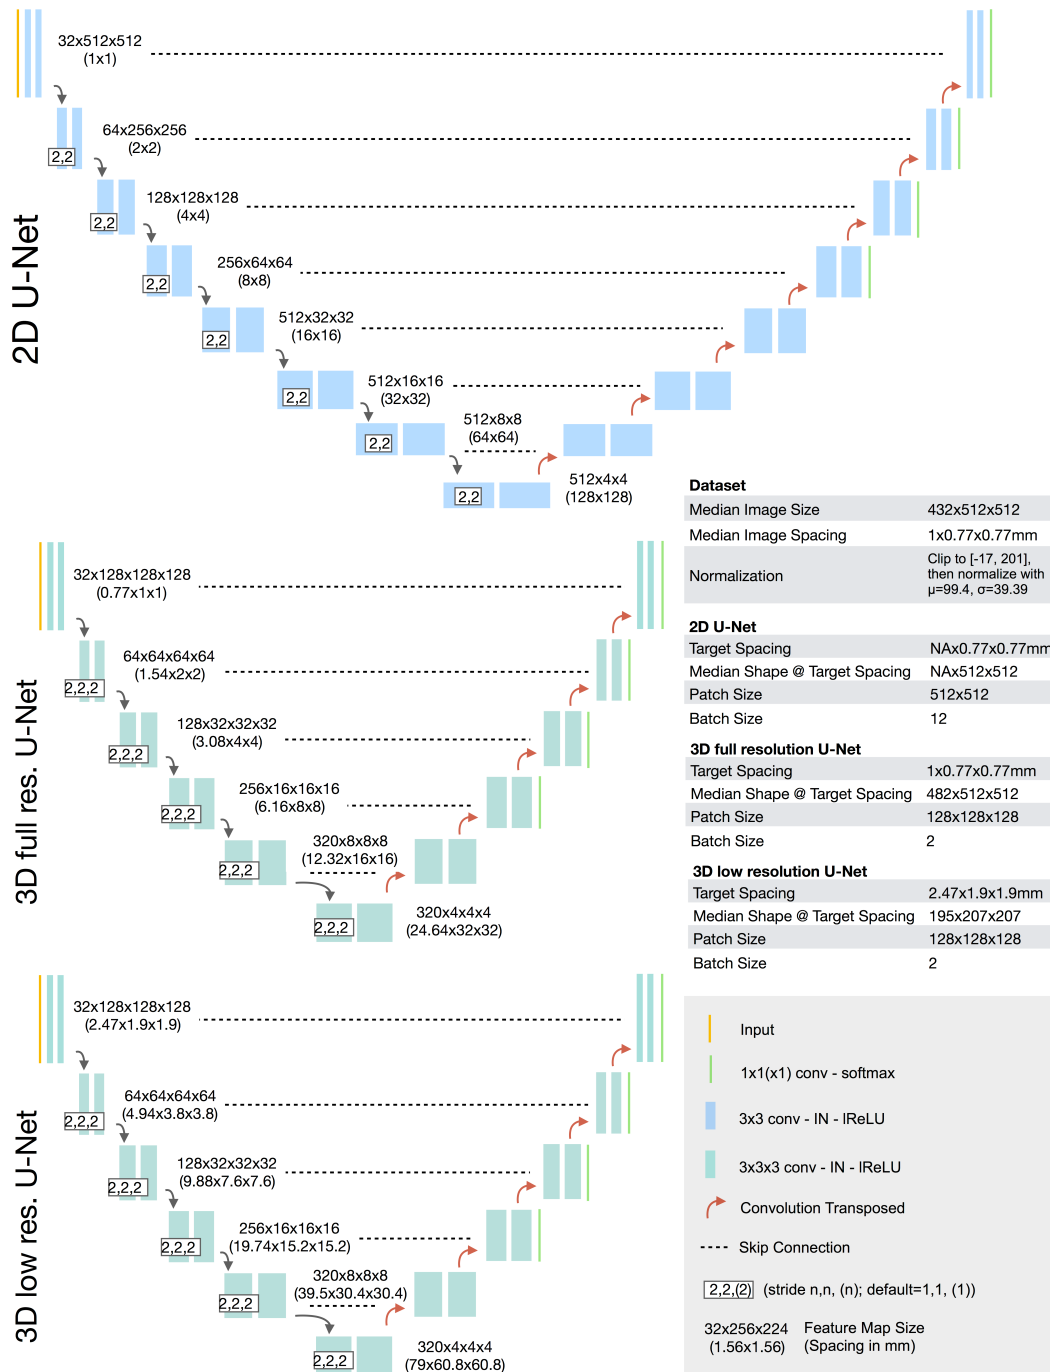 2D U-Net
32x512x512
(1x1)
64x256x256
(2x2)
2,2
128x128x128
(4x4)
2,2
256x64x64
(8x8)
2,2
512x32x32
(16x16)
2,2
512x16x16
(32x32)
2,2
512x8x8
(64x64)
2,2
512x4x4
(128x128)
2,2
3D full res. U-Net
32x128x128x128
(0.77x1x1)
64x64x64x64
(1.54x2x2)
2,2,2
128x32x32x32
(3.08x4x4)
2,2,2
256x16x16x16
(6.16x8x8)
2,2,2
320x8x8x8
(12.32x16x16)
2,2,2
320x4x4x4
(24.64x32x32)
2,2,2
3D low res. U-Net
32x128x128x128
(2.47x1.9x1.9)
64x64x64x64
(4.94x3.8x3.8)
2,2,2
128x32x32x32
(9.88x7.6x7.6)
2,2,2
256x16x16x16
(19.74x15.2x15.2)
2,2,2
320x8x8x8
(39.5x30.4x30.4)
2,2,2
320x4x4x4
(79x60.8x60.8)
2,2,2
Dataset
Median Image Size 432x512x512
Median Image Spacing 1x0.77x0.77mm
Normalization
Clip to [-17, 201],
then normalize with
μ=99.4, σ=39.39
2D U-Net
Target Spacing NAx0.77x0.77mm
Median Shape @ Target Spacing NAx512x512
Patch Size 512x512
Batch Size 12
3D full resolution U-Net
Target Spacing 1x0.77x0.77mm
Median Shape @ Target Spacing 482x512x512
Patch Size 128x128x128
Batch Size 2
3D low resolution U-Net
Target Spacing 2.47x1.9x1.9mm
Median Shape @ Target Spacing 195x207x207
Patch Size 128x128x128
Batch Size 2
Input
1x1(x1) conv - softmax
3x3 conv - IN - lReLU
3x3x3 conv - IN - lReLU
Convolution Transposed
Skip Connection
2,2,(2) (stride n,n, (n); default=1,1, (1))
32x256x224 Feature Map Size
(1.56x1.56) (Spacing in mm)